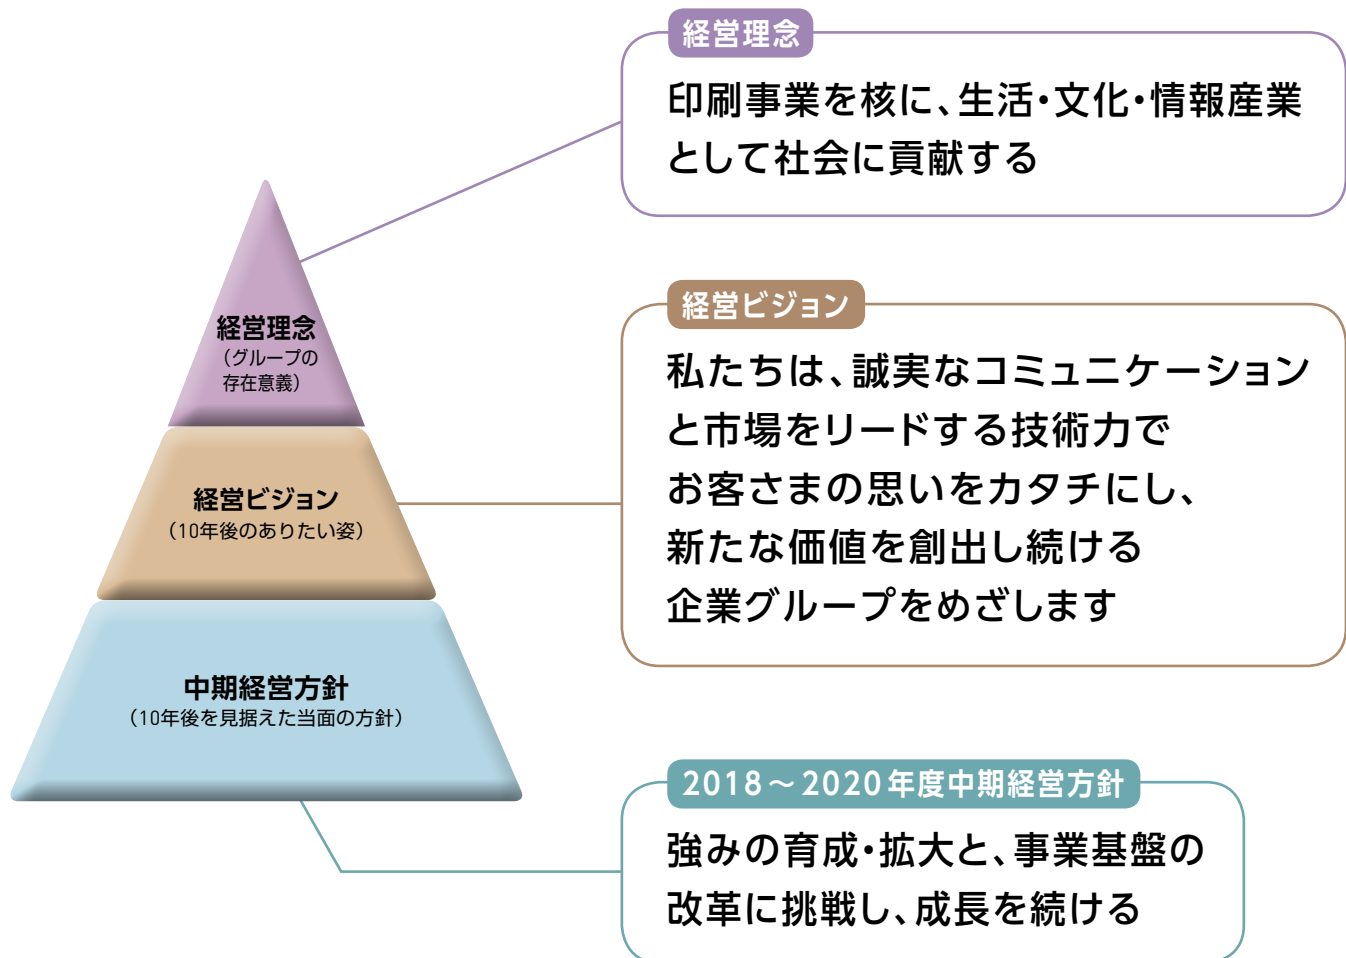 経営理念
印刷事業を核に、生活・文化・情報産業
として社会に貢献する
経営理念
（グループの
存在意義）
経営ビジョン
私たちは、誠実なコミュニケーション
と市場をリードする技術力で
お客さまの思いをカタチにし、
新たな価値を創出し続ける
企業グループをめざします
経営ビジョン
（10年後のありたい姿）
中期経営方針
（10年後を見据えた当面の方針）
2018～2020年度中期経営方針
強みの育成・拡大と、事業基盤の
改革に挑戦し、成長を続ける